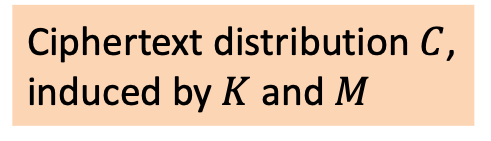 Ciphertext distribution C,
induced by K and M